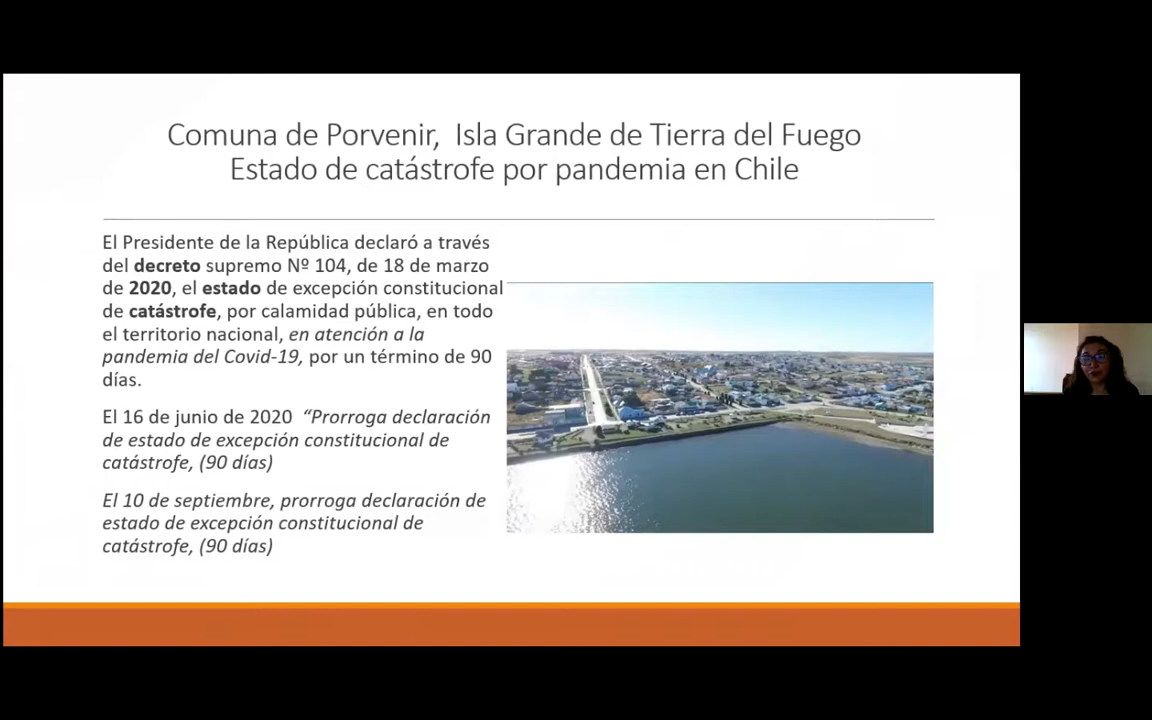 Comuna de Porvenir,  Isla Grande de Tierra del Fuego
Estado de catástrofe por pandemia en Chile
El Presidente de la República declaró a través
del decreto supremo Nº 104, de 18 de marzo
de 2020, el estado de excepción constitucional
de catástrofe, por calamidad pública, en todo
el territorio nacional, en atención a la
pandemia del Covid-19, por un término de 90
días.
El 16 de junio de 2020  “Prorroga declaración
de estado de excepción constitucional de
catástrofe, (90 días)
El 10 de septiembre, prorroga declaración de
estado de excepción constitucional de
catástrofe, (90 días)